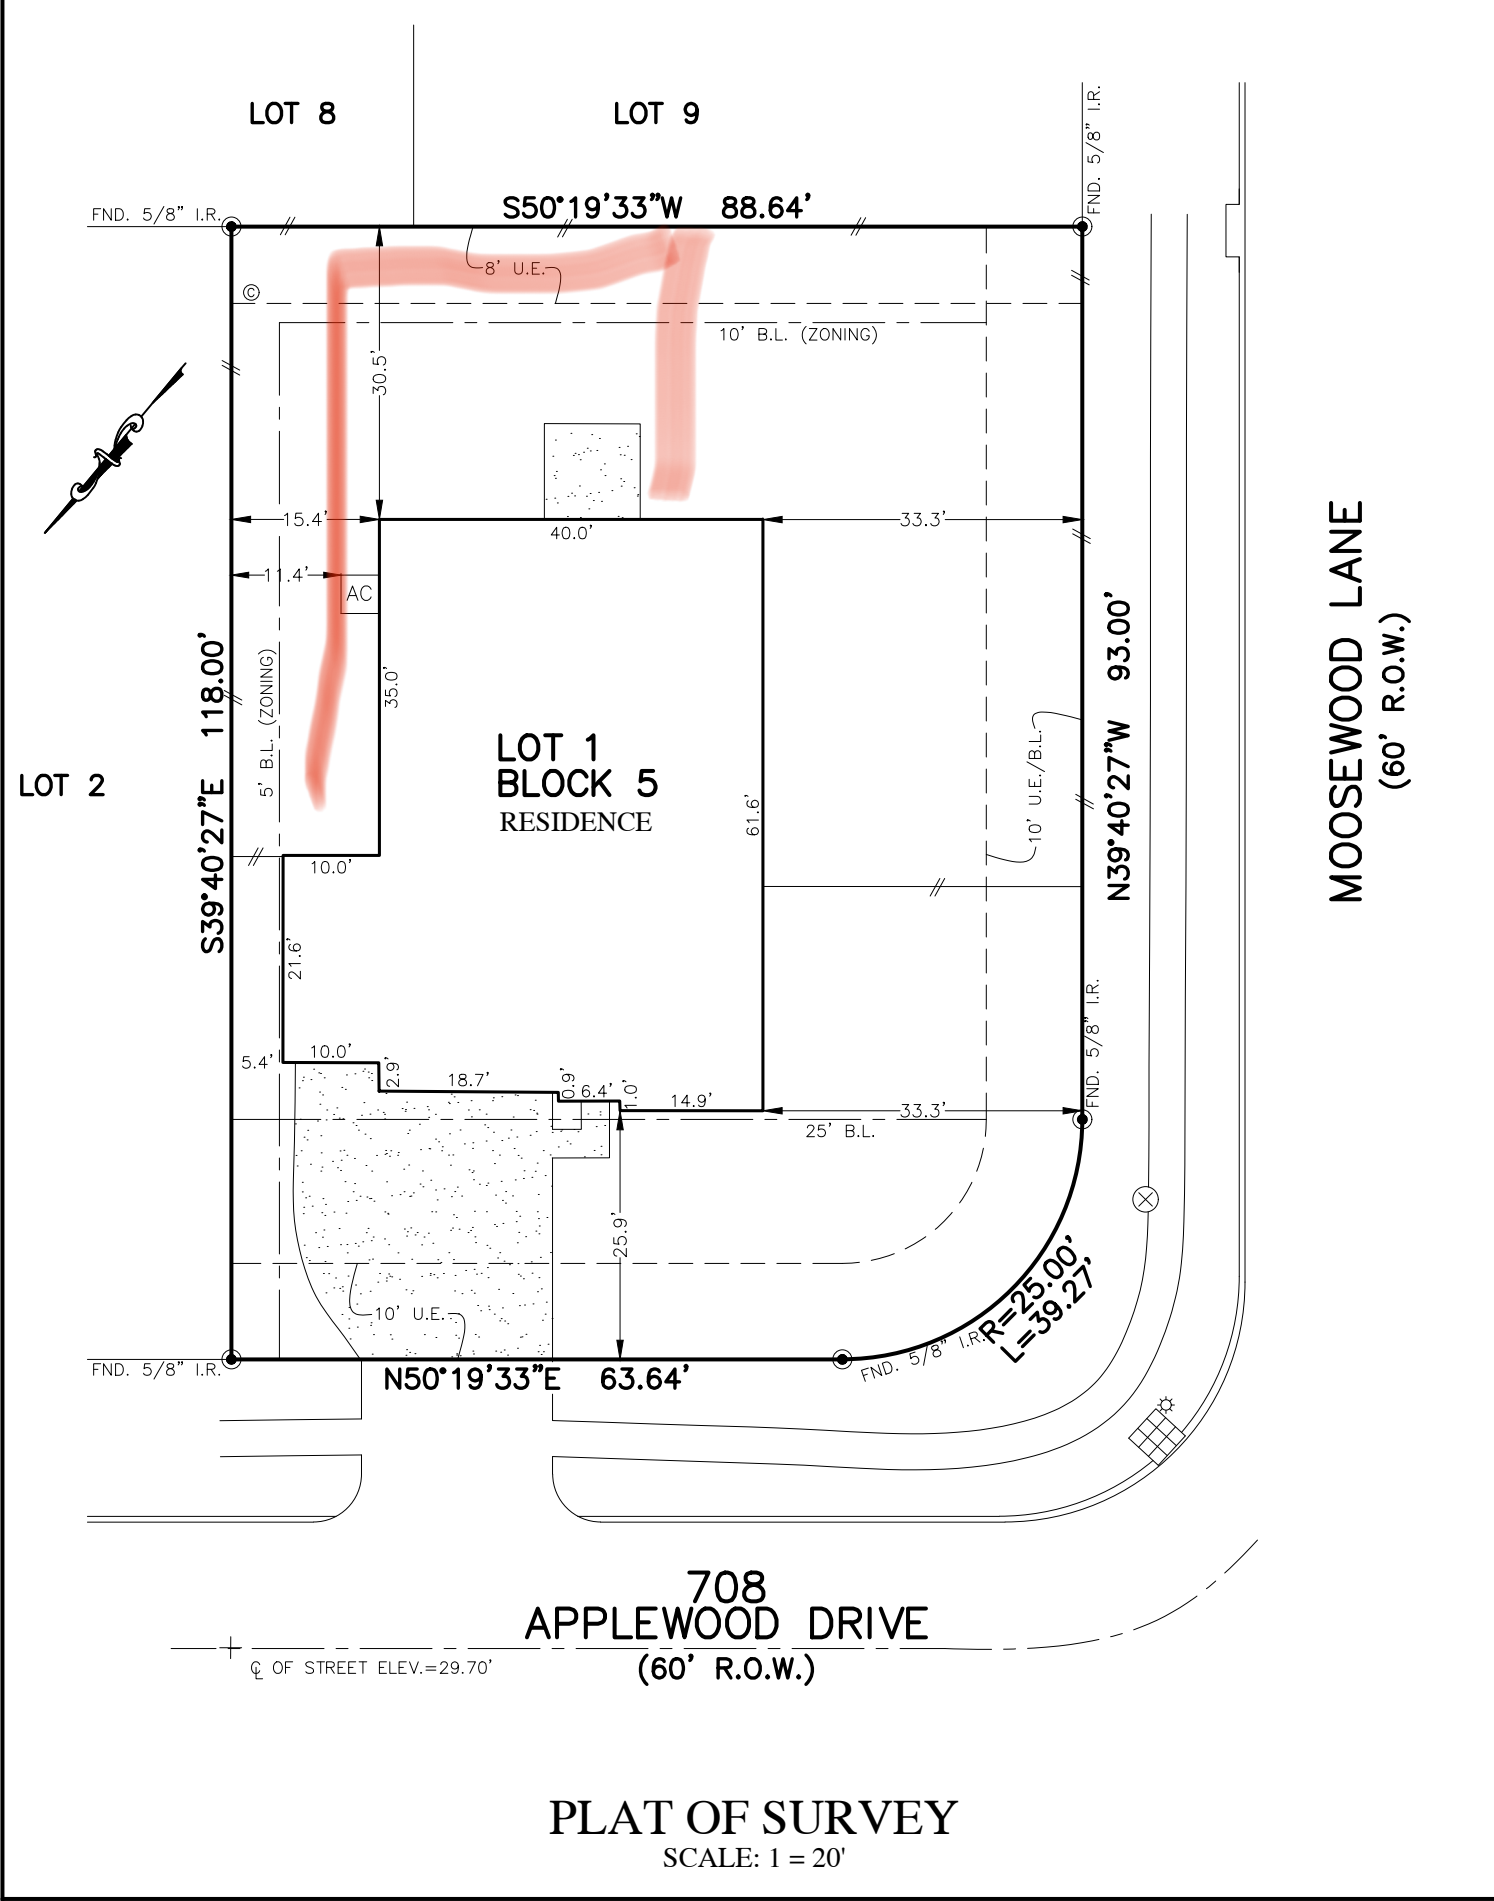 LOT 8
LOT 9
FND. 5/8" I.R.
S50°19'33"W 88.64'
FND. 5/8" I.R.
8' U.E.
©
10' B.L. (ZONING)
30.5'
15.4'
40.0'
33.3'
11.4'
AC
35.0'
5' B.L. (ZONING)
S39°40'27"E 118.00'
LOT 2
LOT 1
BLOCK 5
RESIDENCE
61.6'
10' U.E./B.L.
N39°40'27"W 93.00'
MOOSEWOOD LANE
(60' R.O.W.)
10.0'
21.6'
FND. 5/8" I.R.
5.4'
10.0'
2.9'
18.7'
0.9'
6.4'
1.0'
14.9'
33.3'
25' B.L.
25.9'
10' U.E.
R=25.00'
L=39.27'
FND. 5/8" I.R.
FND. 5/8" I.R.
N50°19'33"E 63.64'
708
APPLEWOOD DRIVE
(60' R.O.W.)
℄ OF STREET ELEV.=29.70'
PLAT OF SURVEY
SCALE: 1 = 20'